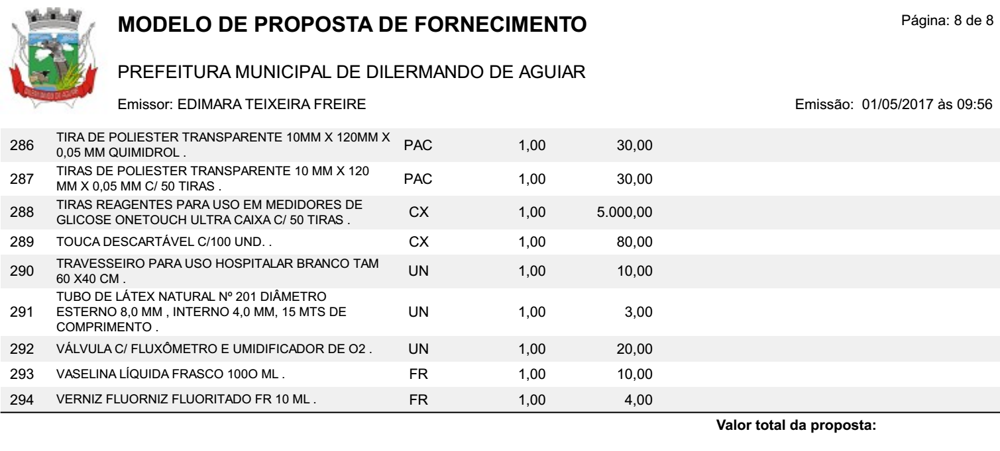 MODELO DE PROPOSTA DE FORNECIMENTO
Página: 8 de 8
PREFEITURA MUNICIPAL DE DILERMANDO DE AGUIAR
Emissor: EDIMARA TEIXEIRA FREIRE
Emissão: 01/05/2017 às 09:56
286 TIRA DE POLIESTER TRANSPARENTE 10MM X 120MM X PAC 1,00 30,00
0,05 MM QUIMIDROL .
287 TIRAS DE POLIESTER TRANSPARENTE 10 MM X 120 PAC 1,00 30,00
MM X 0,05 MM C/ 50 TIRAS .
288 TIRAS REAGENTES PARA USO EM MEDIDORES DE CX 1,00 5.000,00
GLICOSE ONETOUCH ULTRA CAIXA C/ 50 TIRAS .
289 TOUCA DESCARTÁVEL C/100 UND. . CX 1,00 80,00
290 TRAVESSEIRO PARA USO HOSPITALAR BRANCO TAM UN 1,00 10,00
60 X40 CM .
TUBO DE LÁTEX NATURAL Nº 201 DIÂMETRO
291 ESTERNO 8,0 MM , INTERNO 4,0 MM, 15 MTS DE UN 1,00 3,00
COMPRIMENTO .
292 VÁLVULA C/ FLUXÔMETRO E UMIDIFICADOR DE O2 . UN 1,00 20,00
293 VASELINA LÍQUIDA FRASCO 100O ML . FR 1,00 10,00
294 VERNIZ FLUORNIZ FLUORITADO FR 10 ML . FR 1,00 4,00
Valor total da proposta: